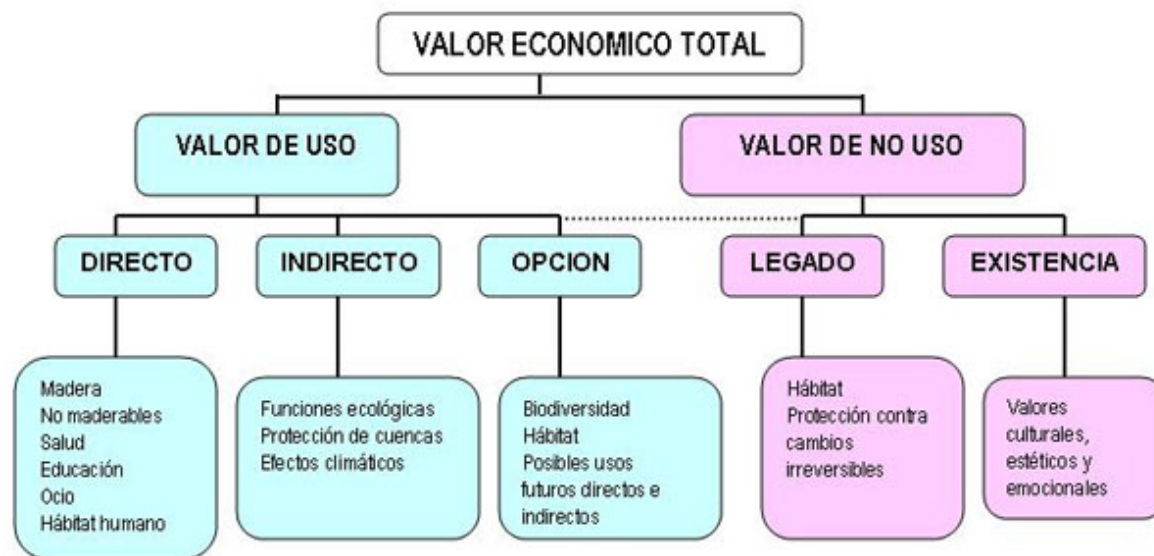 VALOR ECONOMICO TOTAL
VALOR DE USO
VALOR DE NO USO
DIRECTO
INDIRECTO
OPCION
LEGADO
EXISTENCIA
Madera
No maderables
Salud
Educación
Ocio
Hábitat humano
Funciones ecológicas
Protección de cuencas
Efectos climáticos
Biodiversidad
Hábitat
Posibles usos
futuros directos e
indirectos
Hábitat
Protección contra
cambios
irreversibles
Valores
culturales,
estéticos y
emocionales